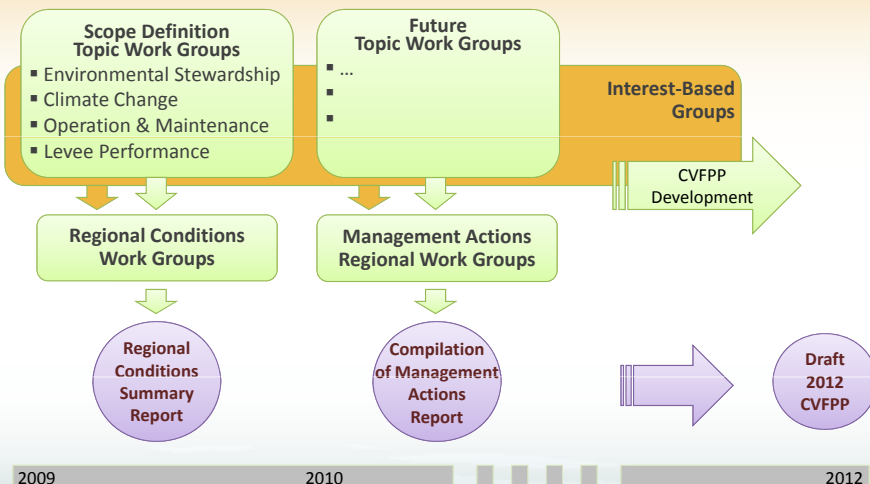 Scope Definition
Topic Work Groups
▪ Environmental Stewardship
▪ Climate Change
▪ Operation & Maintenance
▪ Levee Performance
Future
Topic Work Groups
▪ ...
▪
▪
Interest-Based
Groups
CVFPP
Development
Regional Conditions
Work Groups
Management Actions
Regional Work Groups
Regional
Conditions
Summary
Report
Compilation
of Management
Actions
Report
Draft
2012
CVFPP
2009
2010
2012